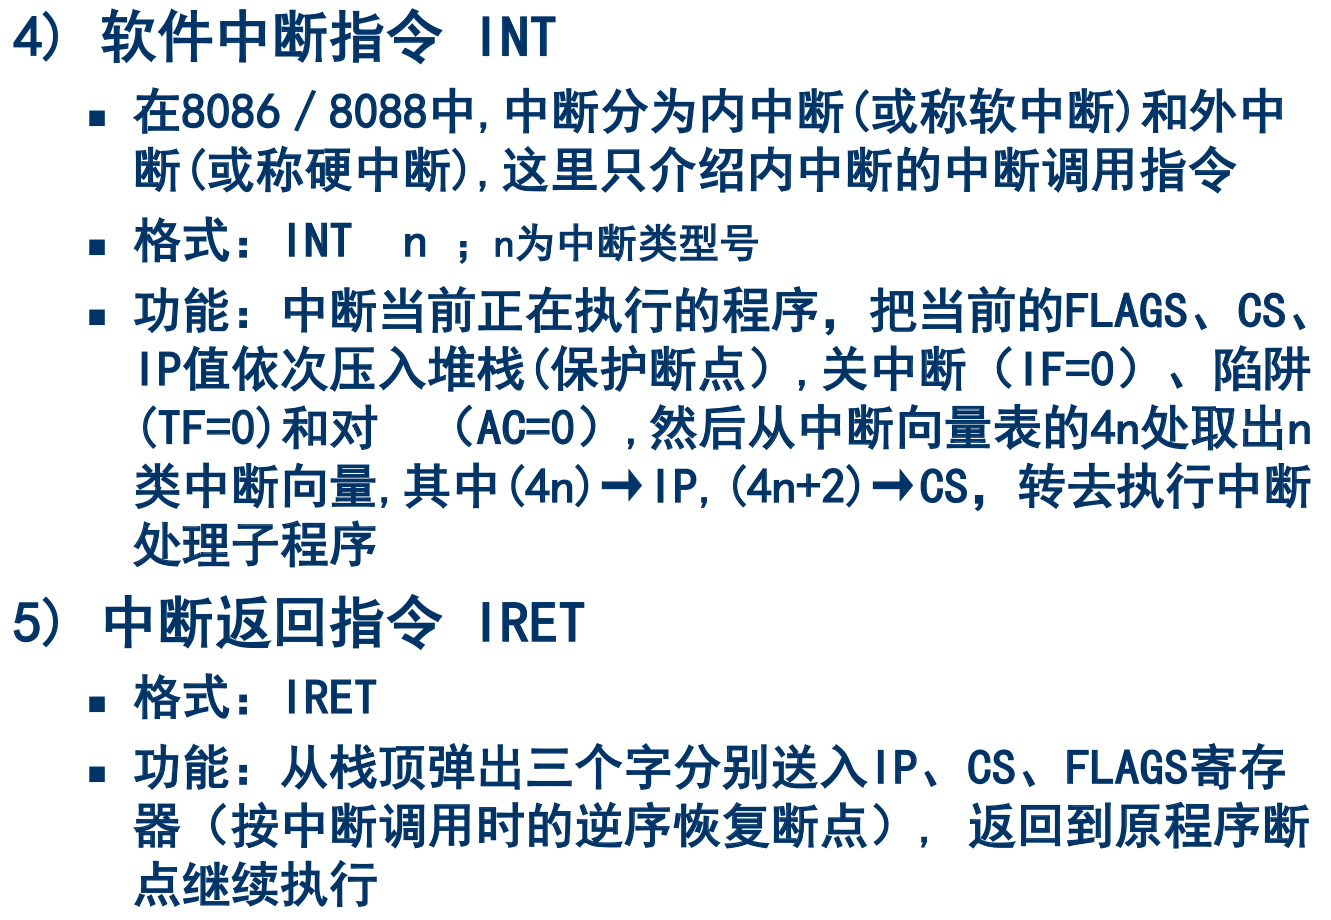 4) 软件中断指令 INT
■ 在8086／8088中,中断分为内中断(或称软中断)和外中
断(或称硬中断),这里只介绍内中断的中断调用指令
■ 格式：INT n ；n为中断类型号
■ 功能：中断当前正在执行的程序，把当前的FLAGS、CS、
IP值依次压入堆栈(保护断点）,关中断（IF=0）、陷阱
(TF=0)和对 （AC=0）,然后从中断向量表的4n处取出n
类中断向量,其中(4n)→IP,(4n+2)→CS，转去执行中断
处理子程序
5) 中断返回指令 IRET
■ 格式：IRET
■ 功能：从栈顶弹出三个字分别送入IP、CS、FLAGS寄存
器（按中断调用时的逆序恢复断点）, 返回到原程序断
点继续执行